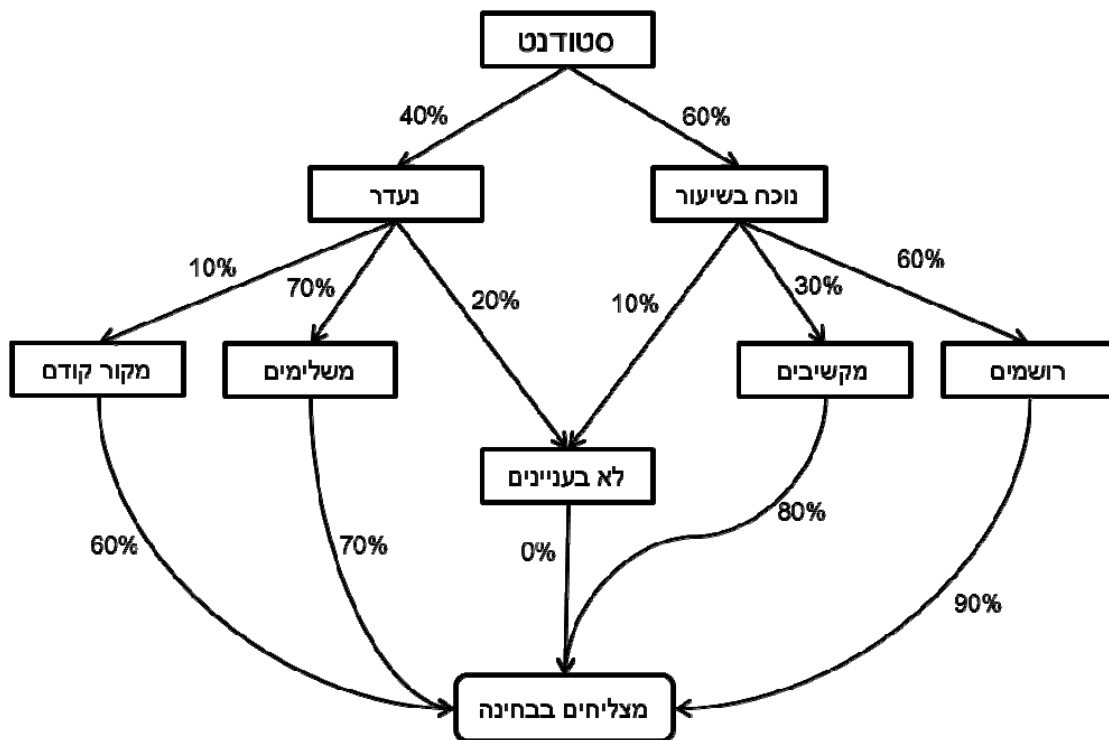 סטודנט
60%
40%
נוכח בשיעור
נעדר
60%
30%
10%
20%
70%
10%
רושמים
מקשיבים
משלימים
מקור קודם
לא בעניינים
90%
80%
0%
70%
60%
מצליחים בבחינה